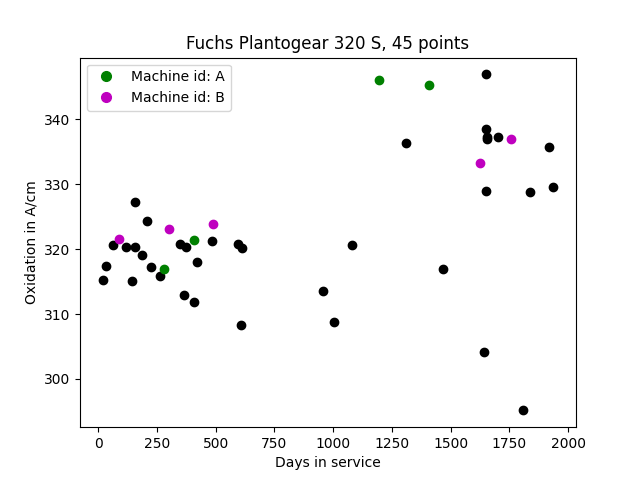 Fuchs Plantogear 320 S, 45 points
Machine id: A
Machine id: B
Oxidation in A/cm
340
330
320
310
300
0 250 500 750 1000 1250 1500 1750 2000
Days in service